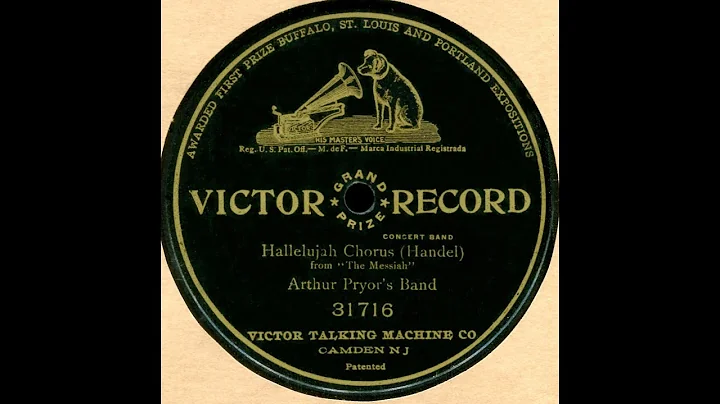 AWARDED FIRST PRIZE BUFFALO, ST. LOUIS AND PORTLAND EXPOSITIONS
VICTOR
HIS MASTER'S VOICE
Reg. U. S. Pat. Off.—M. de F.— Marca Industrial Registrada
VICTOR GRAND PRIZE RECORD
CONCERT BAND
Hallelujah Chorus (Handel)
from "The Messiah"
Arthur Pryor's Band
31716
VICTOR TALKING MACHINE CO
CAMDEN N J
Patented